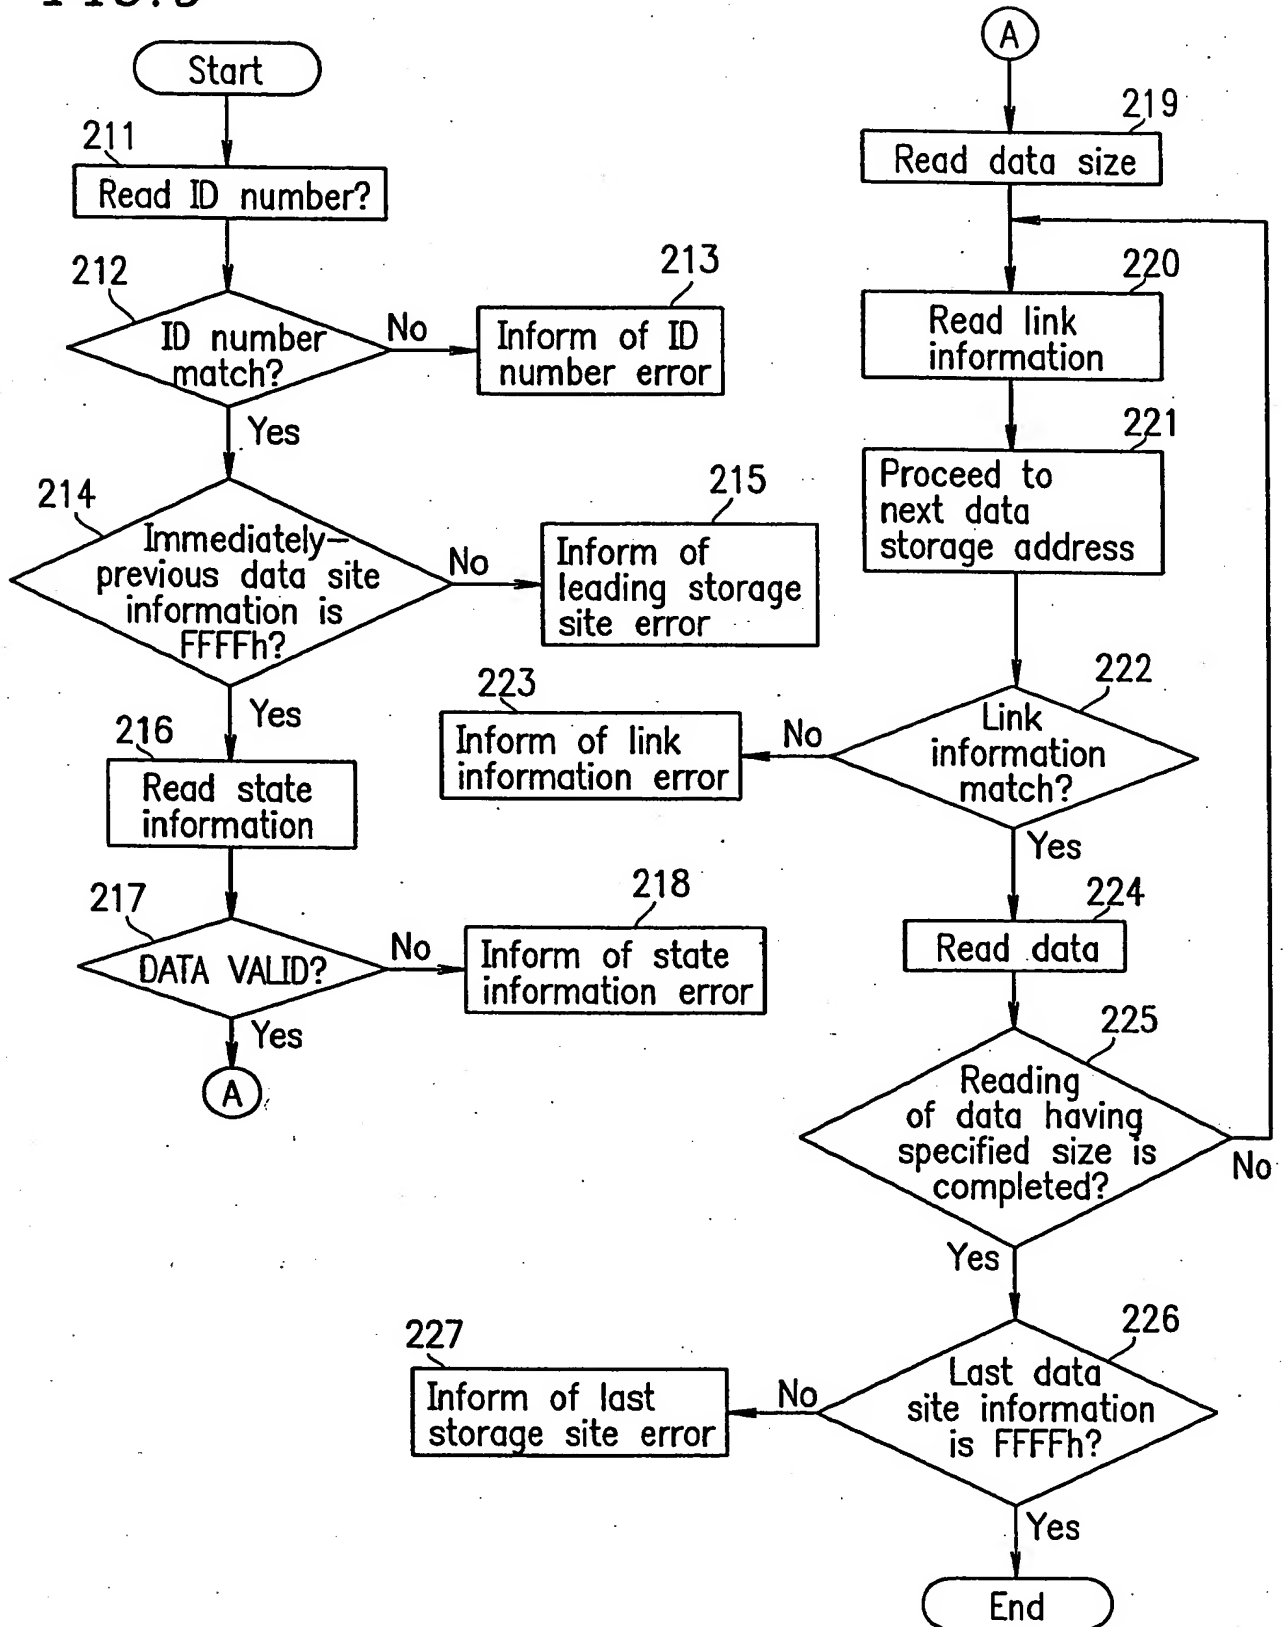 Start
211
Read ID number?
212
ID number
match?
No
213
Inform of ID
number error
Yes
214
Immediately-
previous data site
information is
FFFFh?
No
215
Inform of
leading storage
site error
Yes
216
Read state
information
217
DATA VALID?
No
218
Inform of state
information error
Yes
A
A
219
Read data size
220
Read link
information
221
Proceed to
next data
storage address
222
Link
information
match?
No
223
Inform of link
information error
Yes
224
Read data
225
Reading
of data having
specified size is
completed?
No
Yes
226
Last data
site information
is FFFFh?
No
227
Inform of last
storage site error
Yes
End